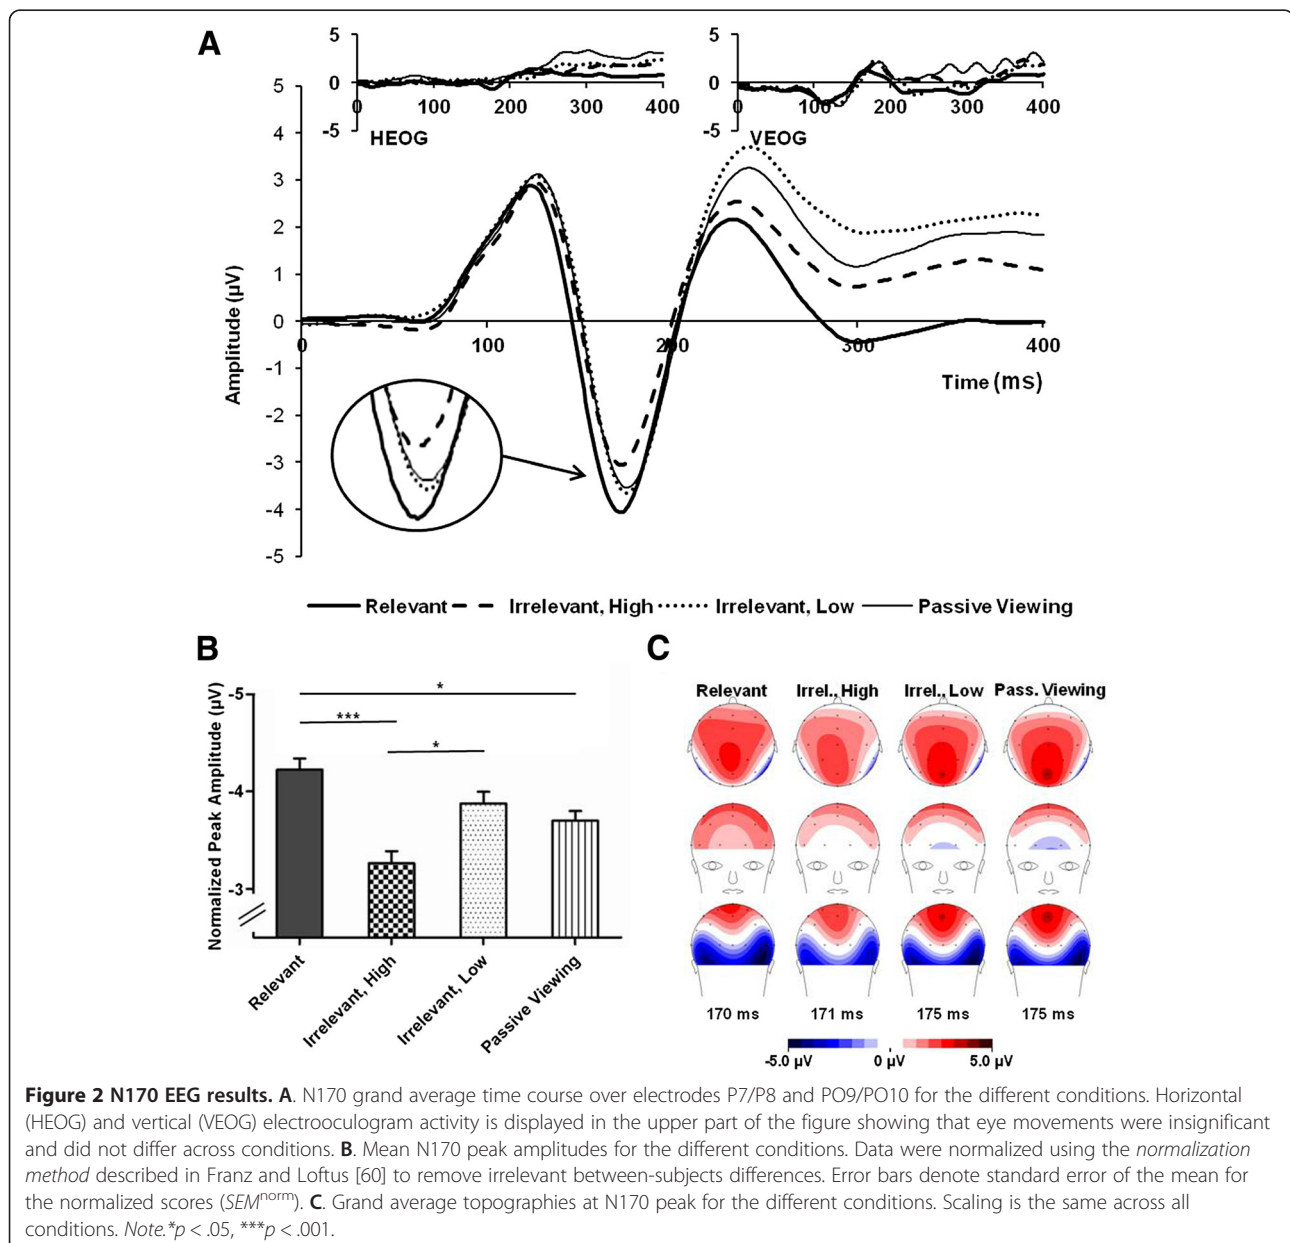 A
5
0
-5
0
100
200
300
400
HEOG
5
0
-5
0
100
200
300
400
VEOG
5
4
3
2
1
0
-1
-2
-3
-4
-5
Amplitude (µV)
0
100
200
300
400
Time (ms)
Relevant
Irrelevant, High
Irrelevant, Low
Passive Viewing
B
Normalized Peak Amplitude (µV)
-5
-4
-3
*
***
*
Relevant
Irrelevant, High
Irrelevant, Low
Passive Viewing
C
Relevant
Irrel., High
Irrel., Low
Pass. Viewing
170 ms
171 ms
175 ms
175 ms
-5.0 µV
0 µV
5.0 µV
Figure 2 N170 EEG results. A. N170 grand average time course over electrodes P7/P8 and PO9/PO10 for the different conditions. Horizontal
(HEOG) and vertical (VEOG) electrooculogram activity is displayed in the upper part of the figure showing that eye movements were insignificant
and did not differ across conditions. B. Mean N170 peak amplitudes for the different conditions. Data were normalized using the normalization
method described in Franz and Loftus [60] to remove irrelevant between-subjects differences. Error bars denote standard error of the mean for
the normalized scores (SEMnorm). C. Grand average topographies at N170 peak for the different conditions. Scaling is the same across all
conditions. Note.*p < .05, ***p < .001.